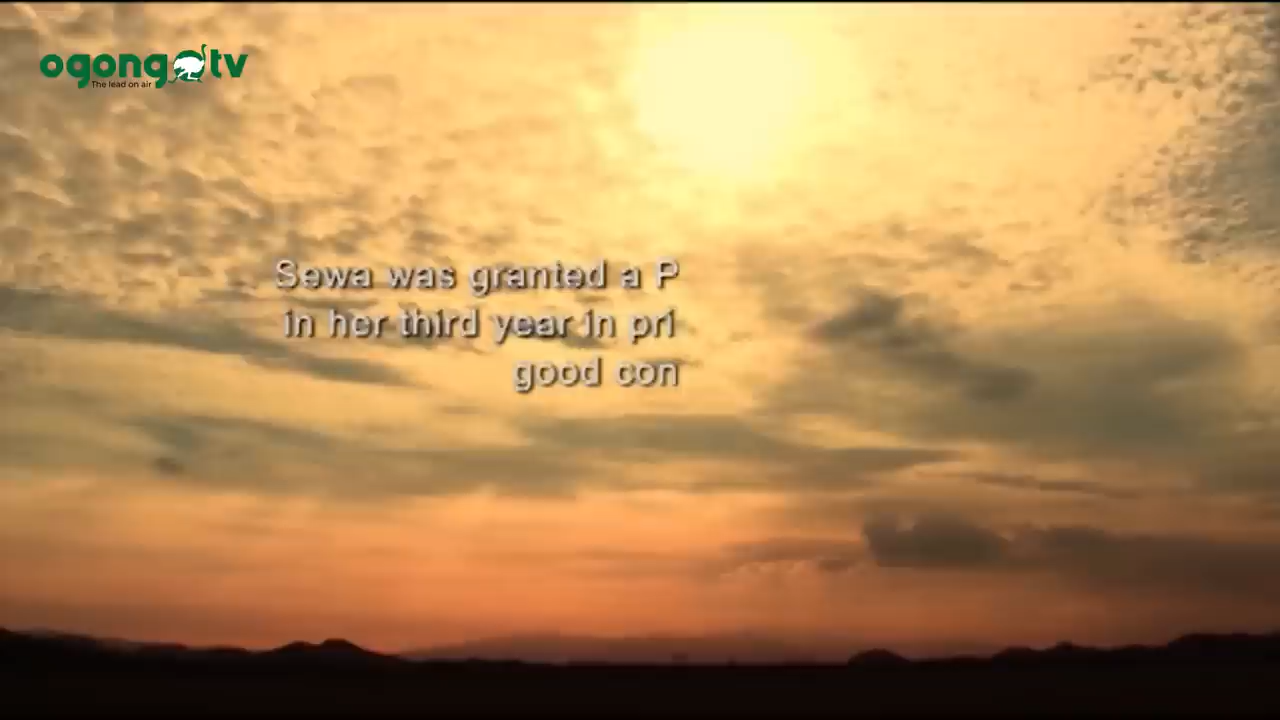 ogongotv
The lead on air
Sewa was granted a P
in her third year in pri
good con